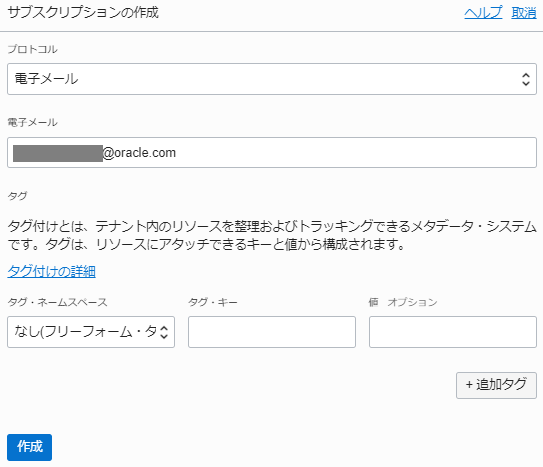 サブスクリプションの作成 ヘルプ 取消
プロトコル
電子メール
電子メール
@oracle.com
タグ
タグ付けとは、テナント内のリソースを整理およびトラッキングできるメタデータ・システム
です。タグは、リソースにアタッチできるキーと値から構成されます。
タグ付けの詳細
タグ・ネームスペース タグ・キー 値 オプション
なし(フリーフォーム・タ
+ 追加タグ
作成